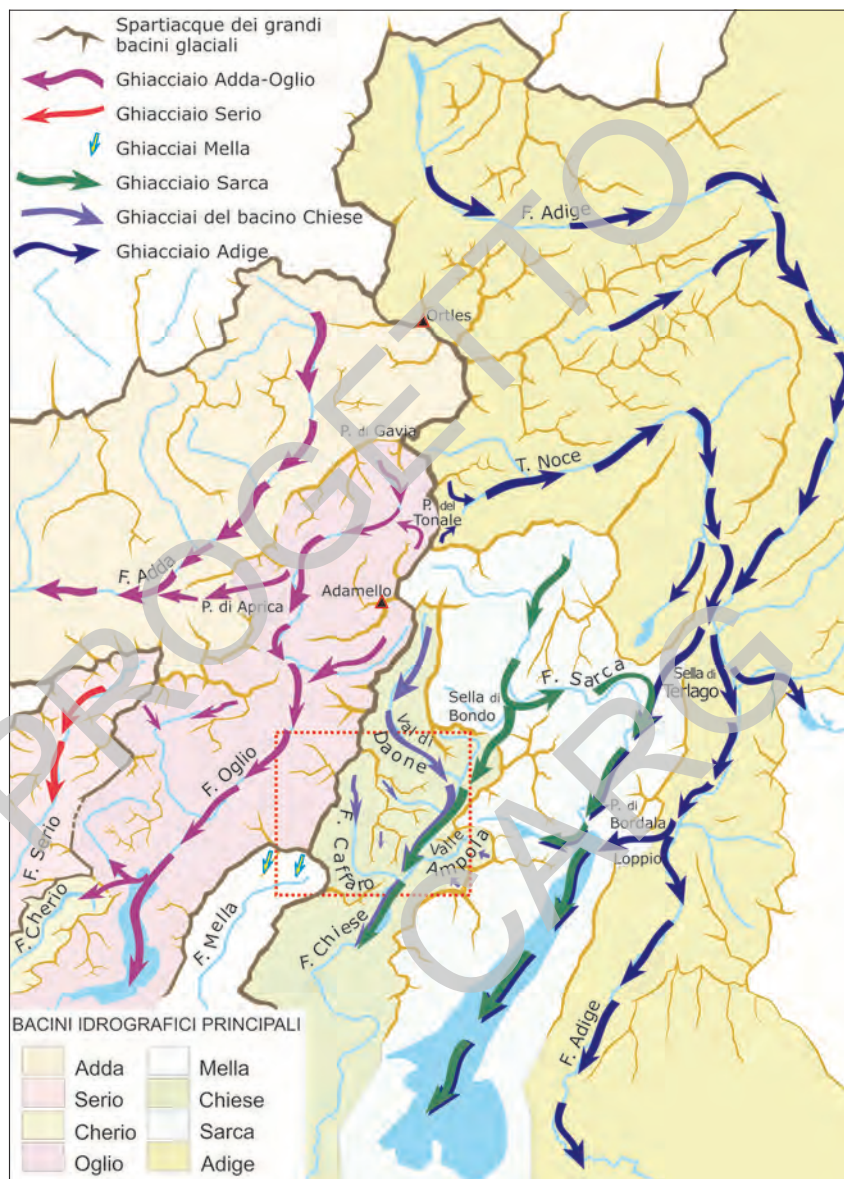 Spartiacque dei grandi
bacini glaciali
Ghiacciaio Adda-Oglio
Ghiacciaio Serio
Ghiacciai Mella
Ghiacciaio Sarca
Ghiacciai del bacino Chiese
Ghiacciaio Adige
F. Adige
Ortles
P. di Gavia
T. Noce
P. del
Tonale
F. Adda
P. di Aprica
Adamello
F. Sarca
Sella di
Terlago
Sella di
Bondo
Val di
Daone
F. Oglio
F. Serio
F. Caffaro
Valle
Ampola
P. di
Bordala
Loppio
F. Cherio
F. Mella
F. Chiese
F. Adige
BACINI IDROGRAFICI PRINCIPALI
Adda
Mella
Serio
Chiese
Cherio
Sarca
Oglio
Adige
PROGETTO
CARG